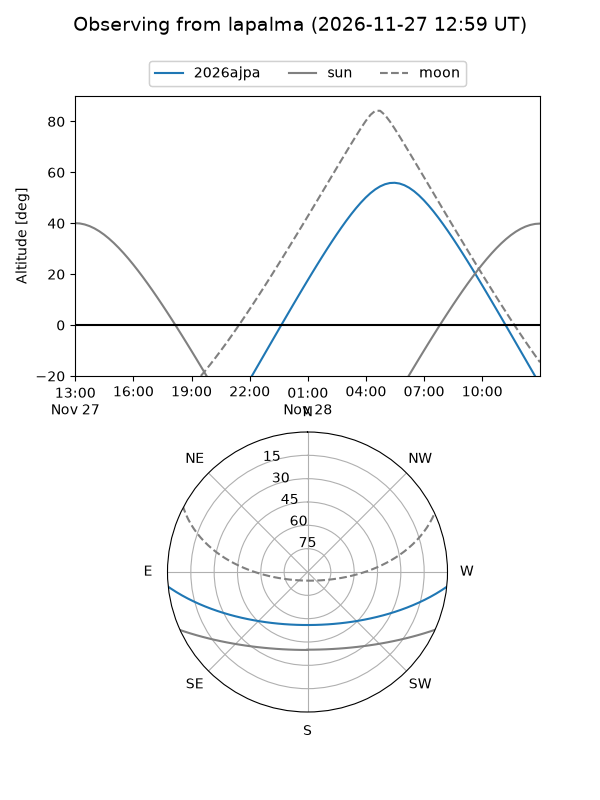 Observing from lapalma (2026-11-27 12:59 UT)
2026ajpa sun moon
Altitude [deg]
80
60
40
20
0
−20
13:00 16:00 19:00 22:00 01:00 04:00 07:00 10:00
Nov 27 Nov 28
N
NE NW
15
30
45
60
75
E W
SE SW
S